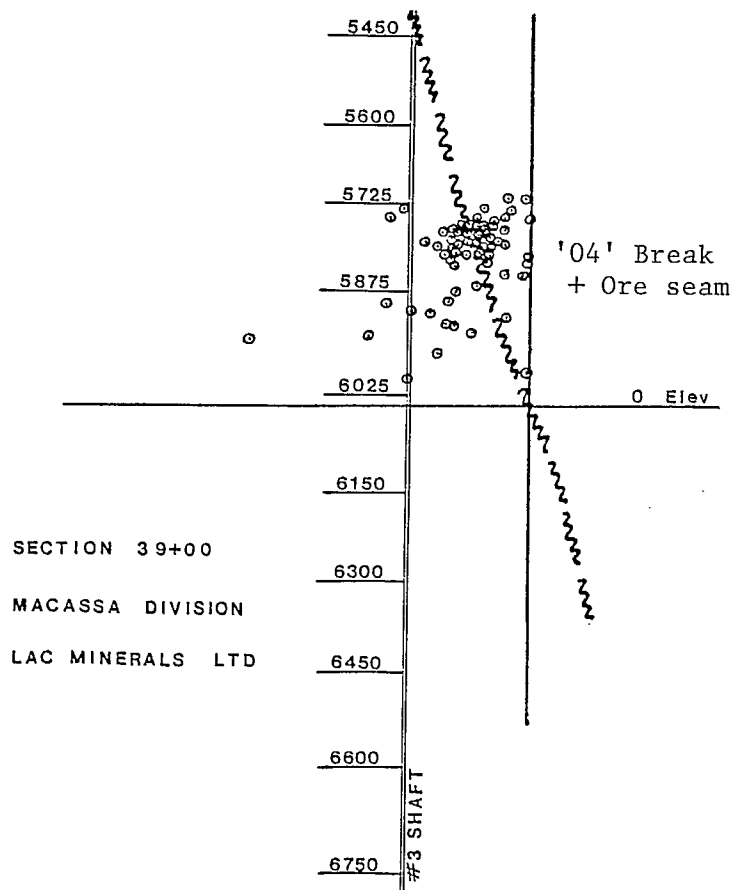 5450
5600
5725
'04' Break
+ Ore seam
5875
6025
0 Elev
6150
SECTION 39+00
6300
MACASSA DIVISION
LAC MINERALS LTD
6450
6600
#3 SHAFT
6750